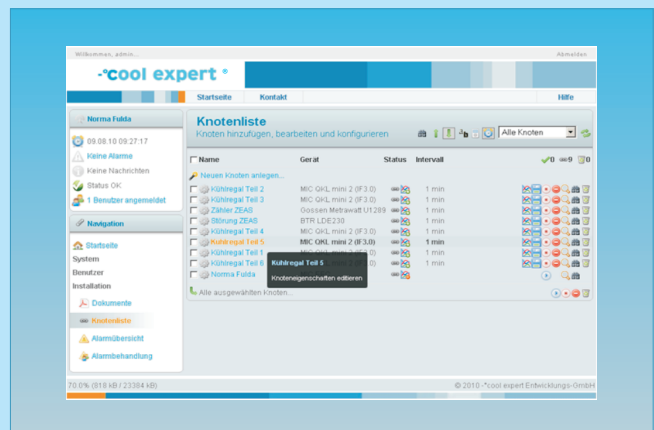 Willkommen, admin...
Abmelden
-°cool expert °
Startseite Kontakt Hilfe
Norma Fulda
09.08.10 09:27:17
Keine Alarme
Keine Nachrichten
Status OK
1 Benutzer angemeldet
Navigation
Startseite
System
Benutzer
Installation
Dokumente
Knotenliste
Alarmübersicht
Alarmbehandlung
Knotenliste
Knoten hinzufügen, bearbeiten und konfigurieren
Alle Knoten
Name Gerät Status Intervall 0 9 0
Neuen Knoten anlegen...
Kühlregal Teil 2 MIC QKL mini 2 (IF3.0) 1 min
Kühlregal Teil 3 MIC QKL mini 2 (IF3.0) 1 min
Zähler ZEAS Gossen Metrawatt U1289 1 min
Störung ZEAS BTR LDE230 1 min
Kühlregal Teil 4 MIC QKL mini 2 (IF3.0) 1 min
Kühlregal Teil 5 MIC QKL mini 2 (IF3.0) 1 min
Kühlregal Teil 1 1 min
Kühlregal Teil 6 1 min
Norma Fulda
Kühlregal Teil 5
Knoteneigenschaften editieren
Alle ausgewählten Knoten...
70.0% (818 kB / 23384 kB)
© 2010 -°cool expert Entwicklungs-GmbH